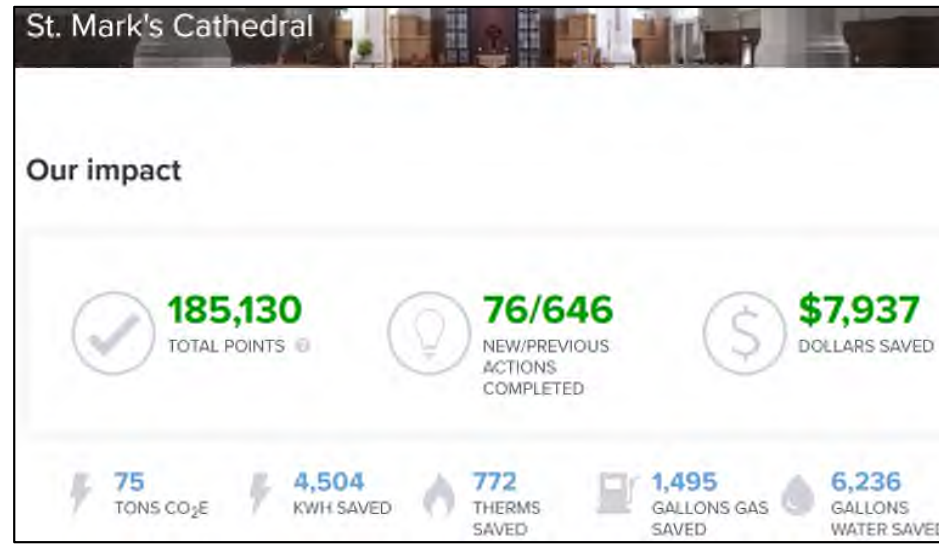 St. Mark's Cathedral
Our impact
185,130
TOTAL POINTS
76/646
NEW/PREVIOUS
ACTIONS
COMPLETED
$7,937
DOLLARS SAVED
75
TONS CO₂E
4,504
KWH SAVED
772
THERMS
SAVED
1,495
GALLONS GAS
SAVED
6,236
GALLONS
WATER SAVED